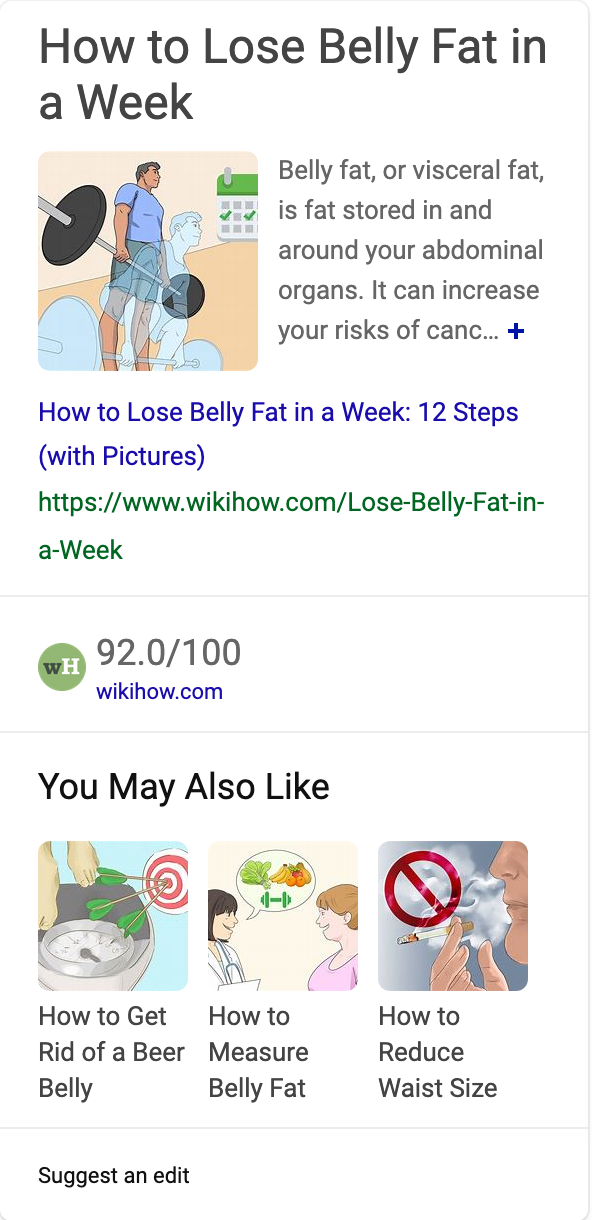 How to Lose Belly Fat in
a Week
Belly fat, or visceral fat,
is fat stored in and
around your abdominal
organs. It can increase
your risks of canc... +
How to Lose Belly Fat in a Week: 12 Steps
(with Pictures)
https://www.wikihow.com/Lose-Belly-Fat-in-
a-Week
wH
92.0/100
wikihow.com
You May Also Like
How to Get
Rid of a Beer
Belly
How to
Measure
Belly Fat
How to
Reduce
Waist Size
Suggest an edit